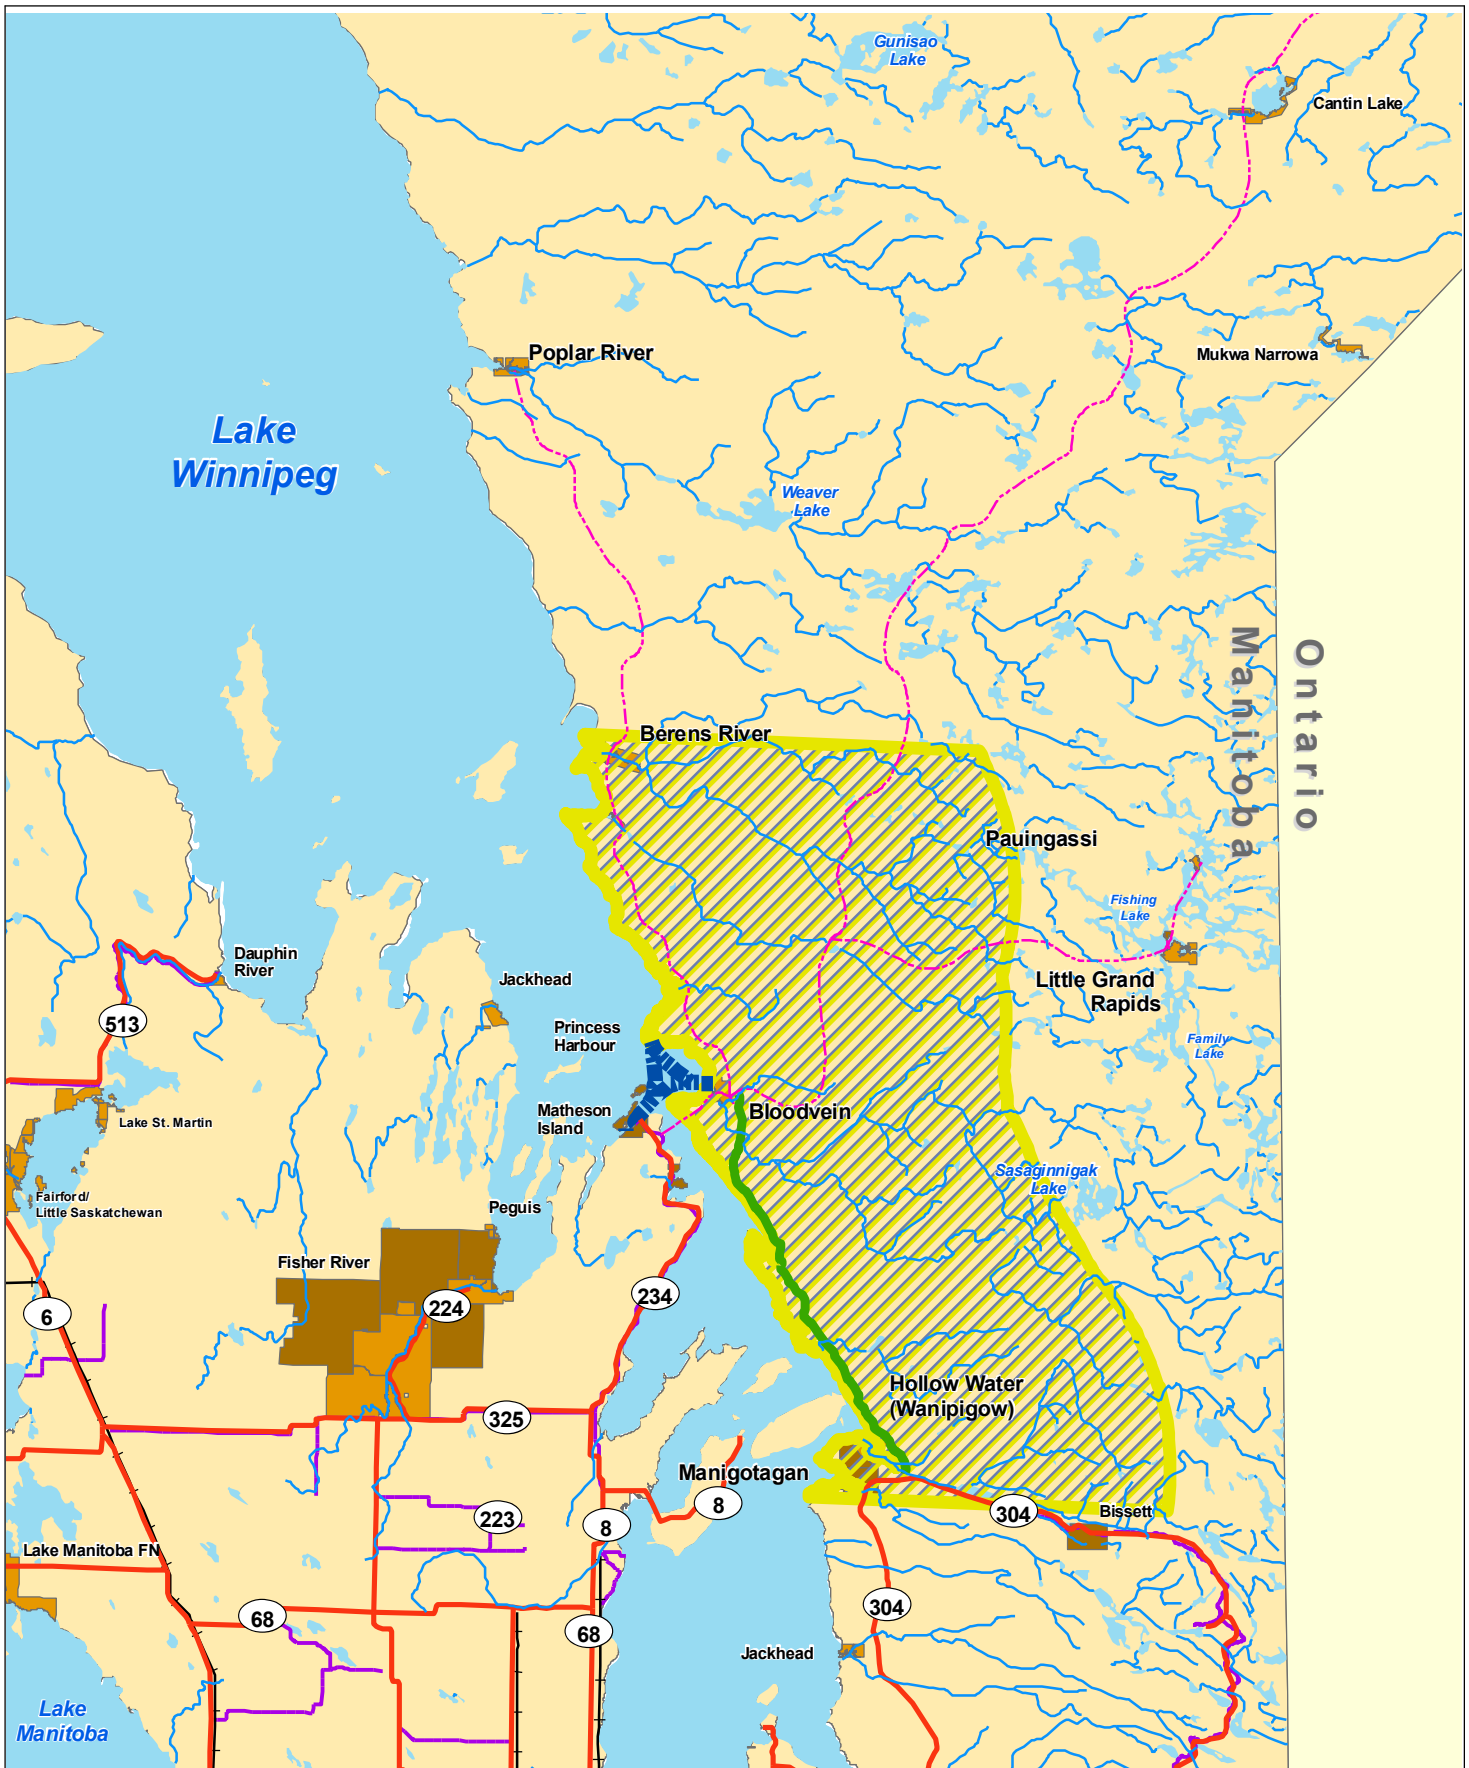 Gunisao
Lake
Cantin Lake
Poplar River
Mukwa Narrowa
Lake
Winnipeg
Weaver
Lake
Manitoba
Ontario
Berens River
Pauingassi
Fishing
Lake
Dauphin
River
Jackhead
Little Grand
Rapids
513
Princess
Harbour
Family
Lake
Matheson
Island
Bloodvein
Lake St. Martin
Sasaginnigak
Lake
Fairford/
Little Saskatchewan
Peguis
Fisher River
234
224
6
Hollow Water
(Wanipigow)
325
Manigotagan
8
304
Bissett
223
8
Lake Manitoba FN
304
68
68
Jackhead
Lake
Manitoba